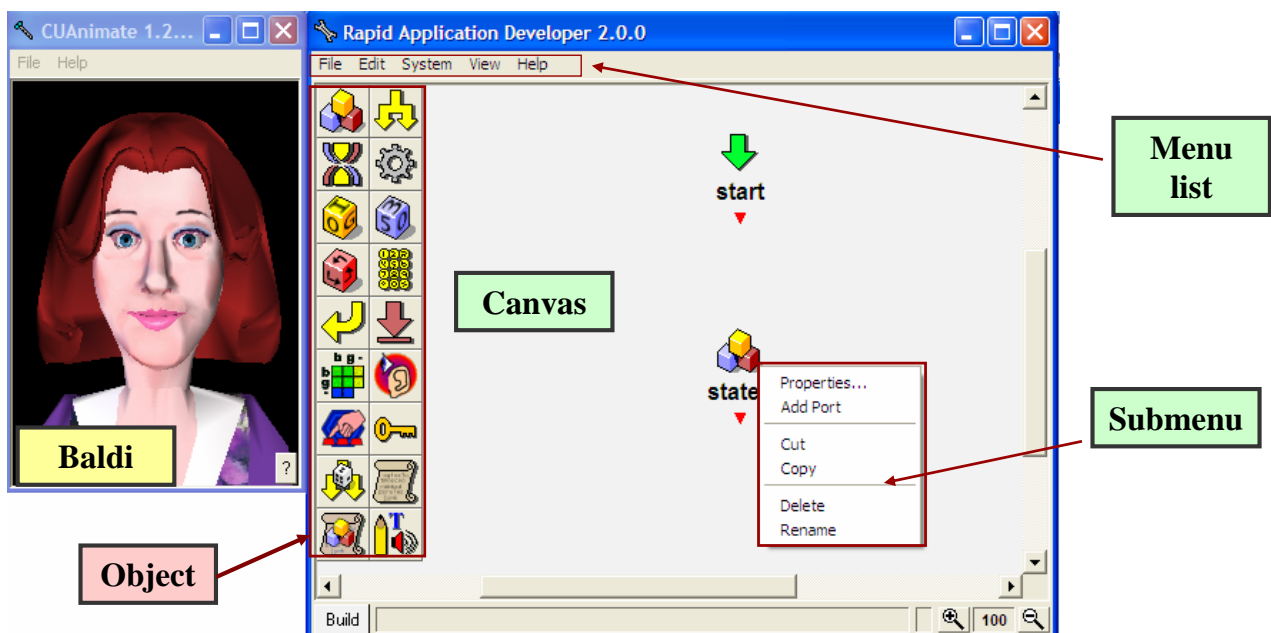 CUAnimate 1.2...
File Help
Baldi
?
Rapid Application Developer 2.0.0
File Edit System View Help
start
Canvas
state
Properties...
Add Port
Cut
Copy
Delete
Rename
Build
100
Menu
list
Submenu
Object